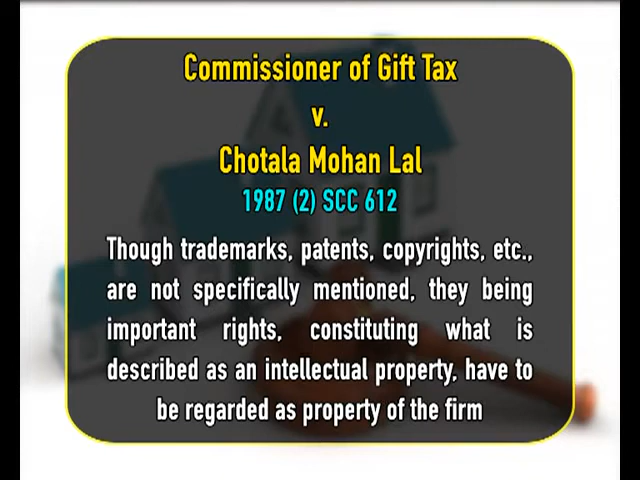 Commissioner of Gift Tax
v.
Chotala Mohan Lal
1987 (2) SCC 612
Though trademarks, patents, copyrights, etc.,
are not specifically mentioned, they being
important rights, constituting what is
described as an intellectual property, have to
be regarded as property of the firm